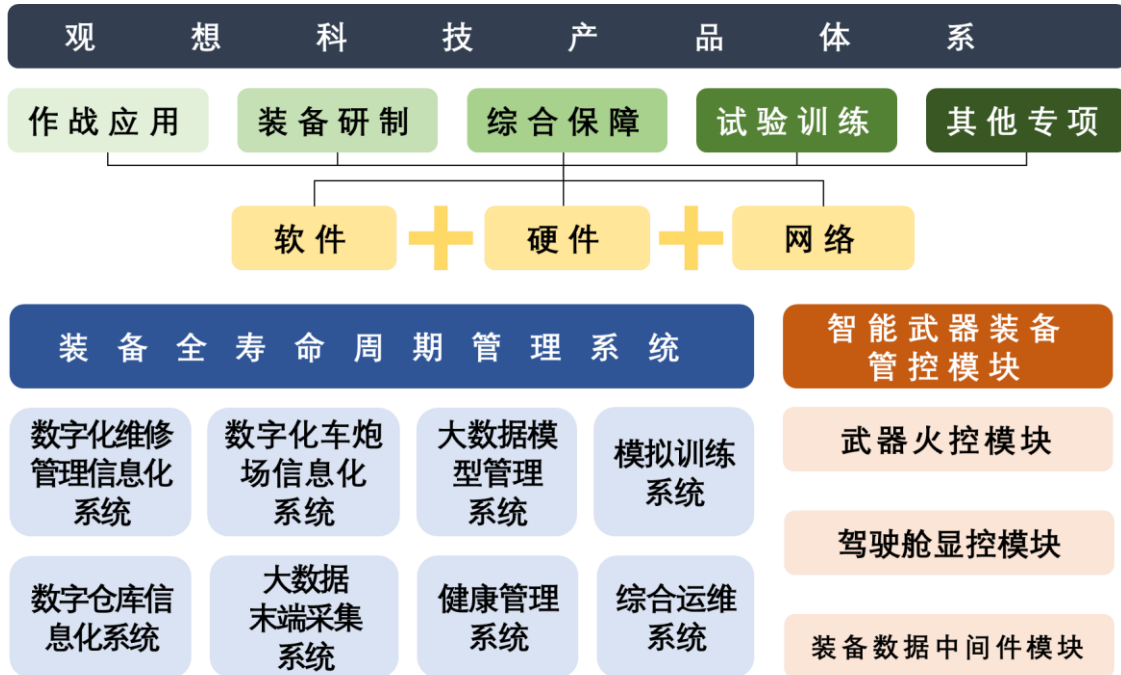 观想科技产品体系
作战应用
装备研制
综合保障
试验训练
其他专项
软件
硬件
网络
装备全寿命周期管理系统
智能武器装备
管控模块
数字化维修
管理信息化
系统
数字化车炮
场信息化
系统
大数据模
型管理
系统
模拟训练
系统
武器火控模块
驾驶舱显控模块
数字仓库信
息化系统
大数据
末端采集
系统
健康管理
系统
综合运维
系统
装备数据中间件模块